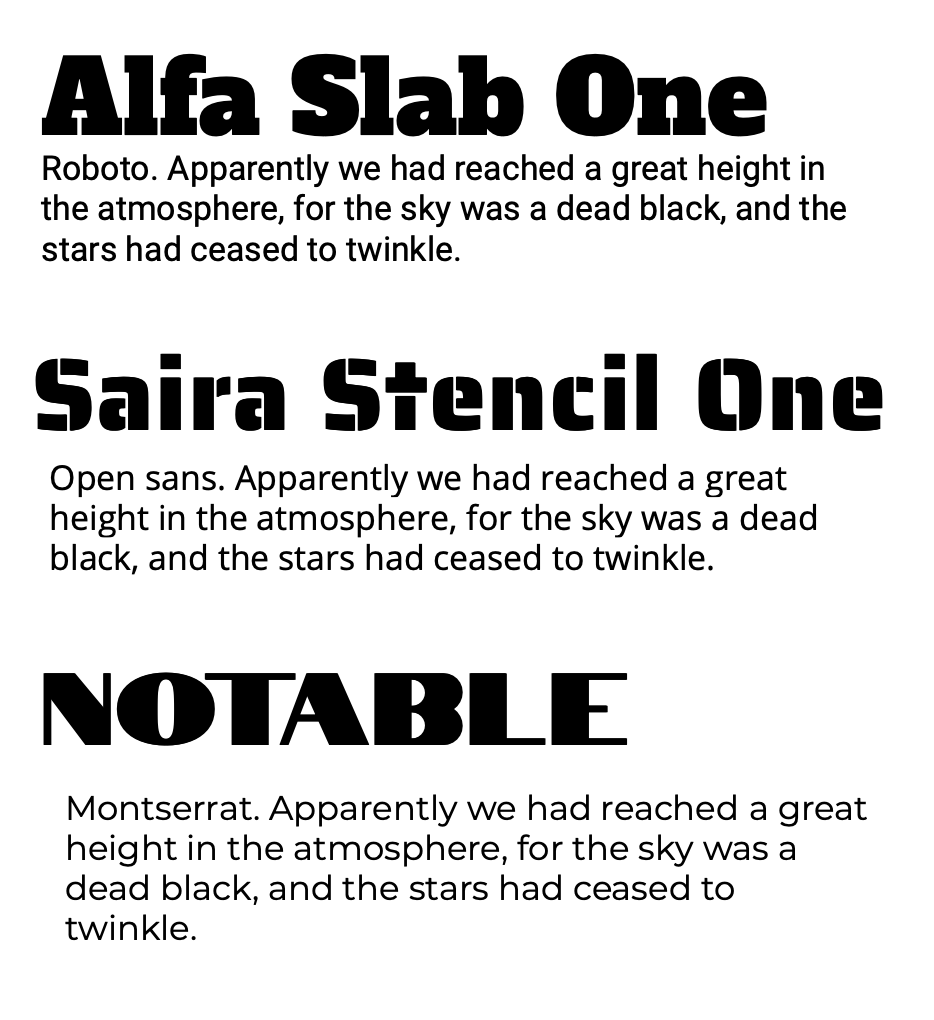 Alfa Slab One
Roboto. Apparently we had reached a great height in
the atmosphere, for the sky was a dead black, and the
stars had ceased to twinkle.
Saira Stencil One
Open sans. Apparently we had reached a great
height in the atmosphere, for the sky was a dead
black, and the stars had ceased to twinkle.
NOTABLE
Montserrat. Apparently we had reached a great
height in the atmosphere, for the sky was a
dead black, and the stars had ceased to
twinkle.